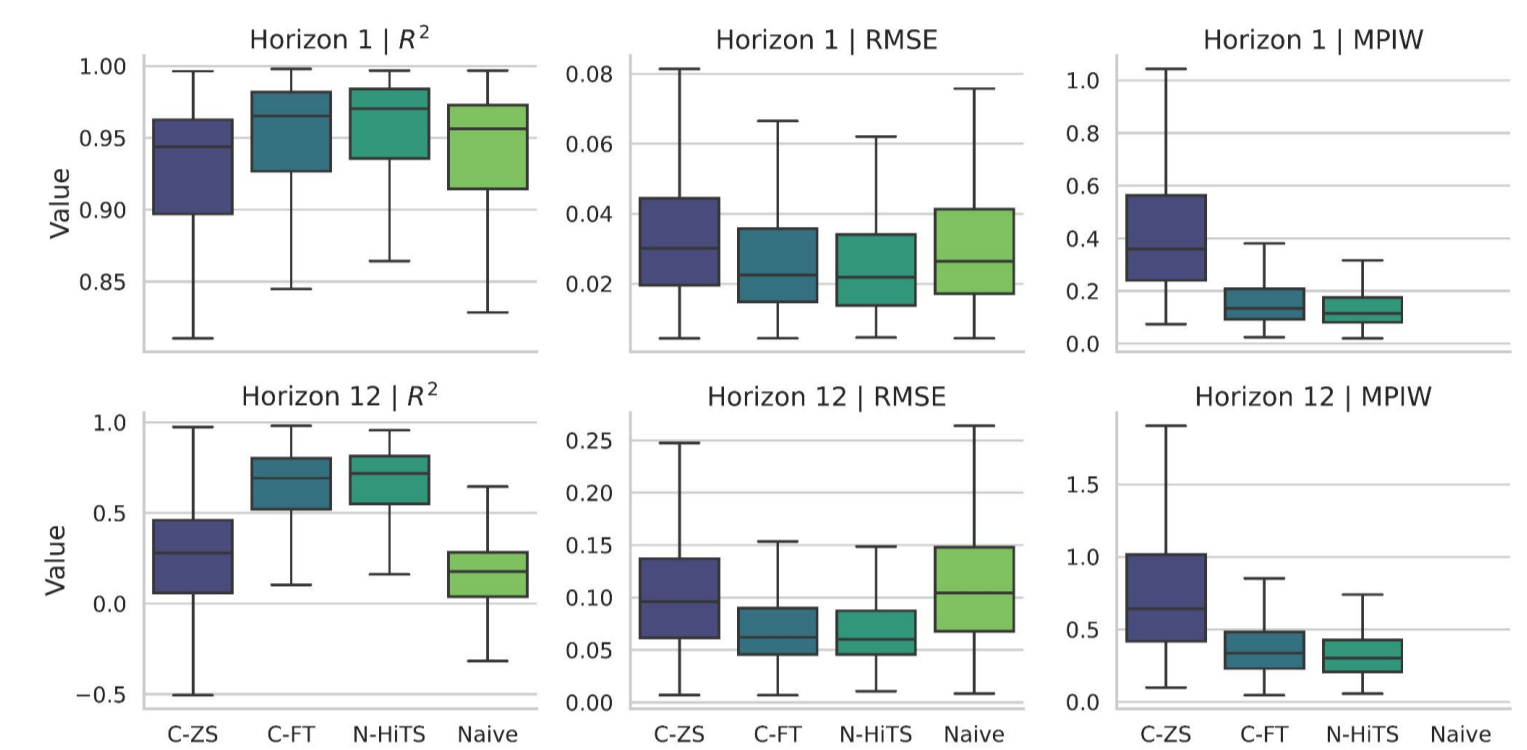 Horizon 1 | R²
Horizon 1 | RMSE
Horizon 1 | MPIW
Value
1.00
0.95
0.90
0.85
0.08
0.06
0.04
0.02
1.0
0.8
0.6
0.4
0.2
0.0
Horizon 12 | R²
Horizon 12 | RMSE
Horizon 12 | MPIW
Value
1.0
0.5
0.0
−0.5
0.25
0.20
0.15
0.10
0.05
0.00
1.5
1.0
0.5
0.0
C-ZS C-FT N-HiTS Naive
C-ZS C-FT N-HiTS Naive
C-ZS C-FT N-HiTS Naive